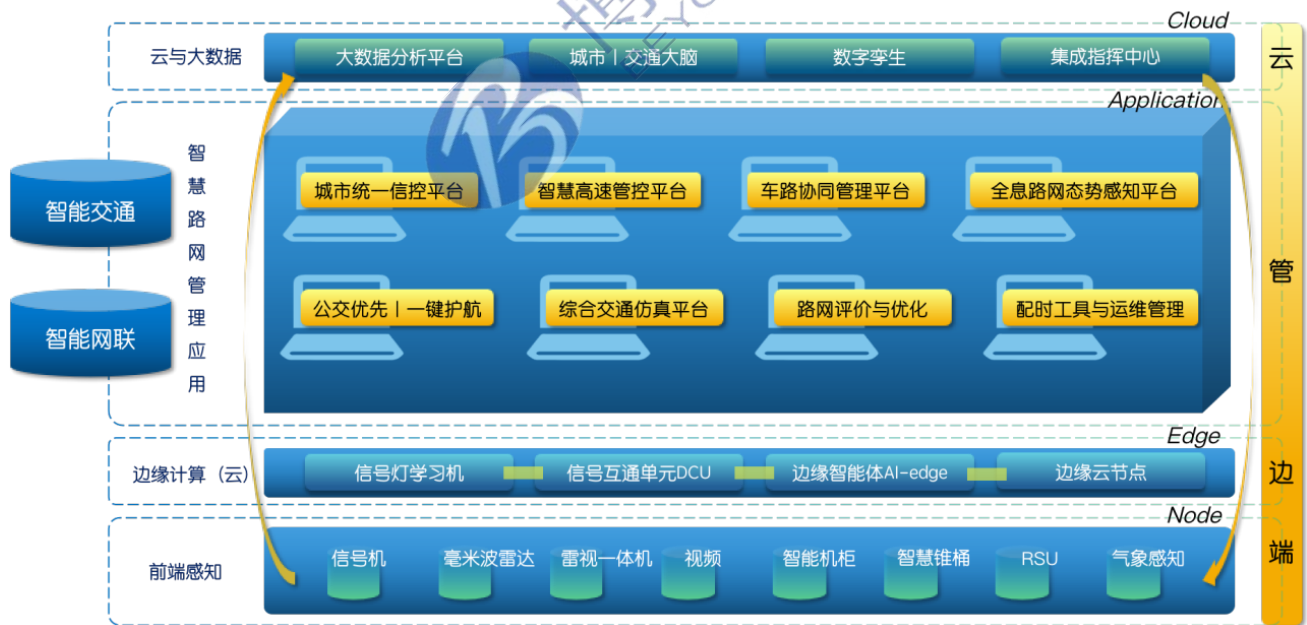 Cloud
云与大数据
大数据分析平台
城市 | 交通大脑
数字孪生
集成指挥中心
云
Application
智慧路网管理应用
智能交通
智能网联
城市统一信控平台
智慧高速管控平台
车路协同管理平台
全息路网态势感知平台
公交优先 | 一键护航
综合交通仿真平台
路网评价与优化
配时工具与运维管理
管
Edge
边缘计算（云）
信号灯学习机
信号互通单元DCU
边缘智能体AI-edge
边缘云节点
边
Node
前端感知
信号机
毫米波雷达
雷视一体机
视频
智能机柜
智慧锥桶
RSU
气象感知
端